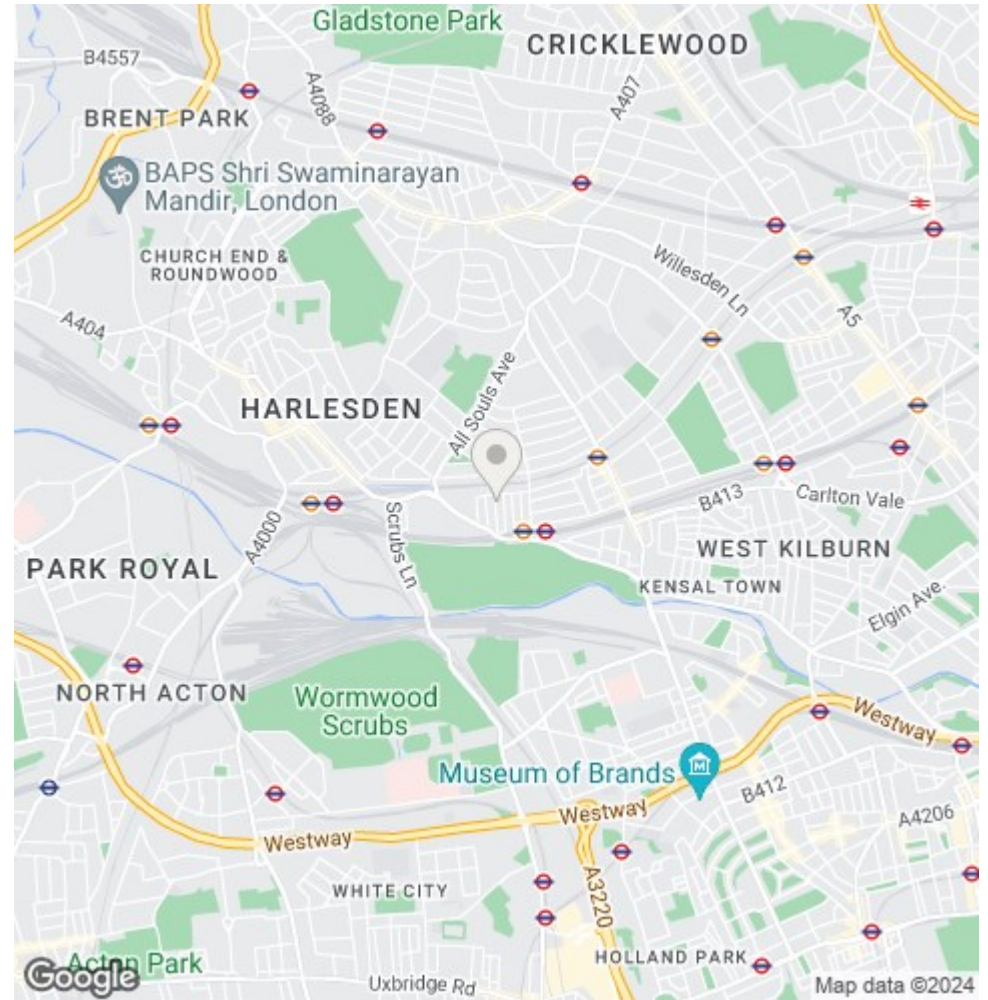 Gladstone Park
CRICKLEWOOD
B4557
A4088
A407
BRENT PARK
BAPS Shri Swaminarayan
Mandir, London
CHURCH END &
ROUNDWOOD
Willesden Ln
A404
A5
All Souls Ave
HARLESDEN
B413
Carlton Vale
Scrubs Ln
A4000
WEST KILBURN
PARK ROYAL
KENSAL TOWN
Elgin Ave.
NORTH ACTON
Wormwood
Scrubs
Westway
Museum of Brands
M
B412
Westway
A4206
Westway
A3220
WHITE CITY
HOLLAND PARK
Acton Park
Google
Uxbridge Rd
Map data ©2024